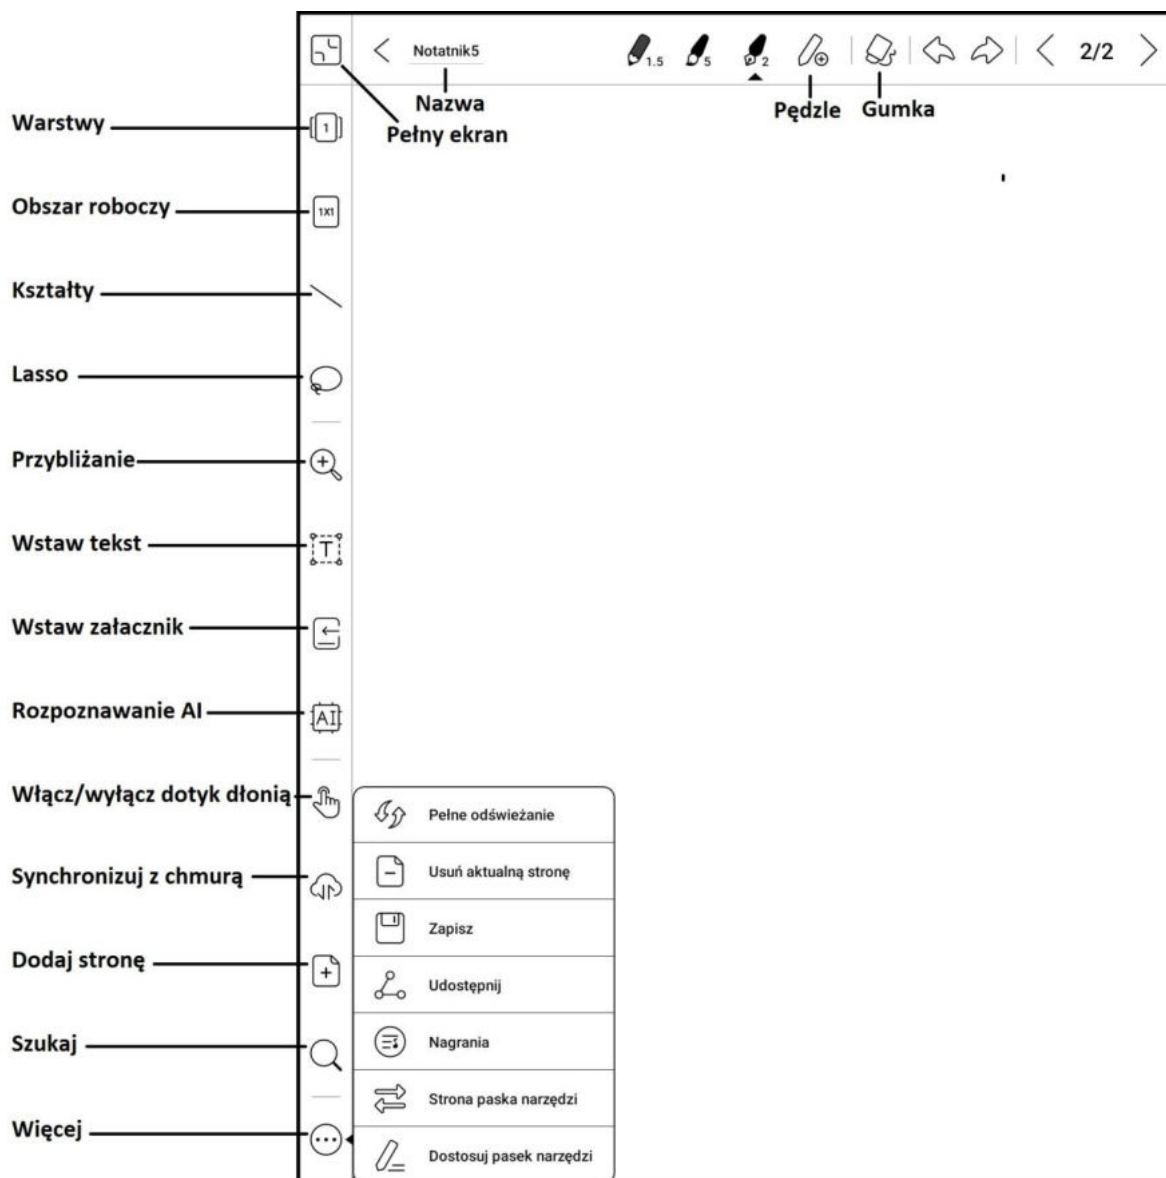 Notatnik5
1.5
5
2
2/2
Nazwa
Pełny ekran
Pędzle
Gumka
Warstwy
1
Obszar roboczy
1X1
Kształty
Lasso
Przybliżanie
Wstaw tekst
T
Wstaw załacznik
Rozpoznawanie AI
AI
Włącz/wyłącz dotyk dłonią
Synchronizuj z chmurą
Dodaj stronę
Szukaj
Więcej
Pełne odświeżanie
Usuń aktualną stronę
Zapisz
Udostępnij
Nagrania
Strona paska narzędzi
Dostosuj pasek narzędzi